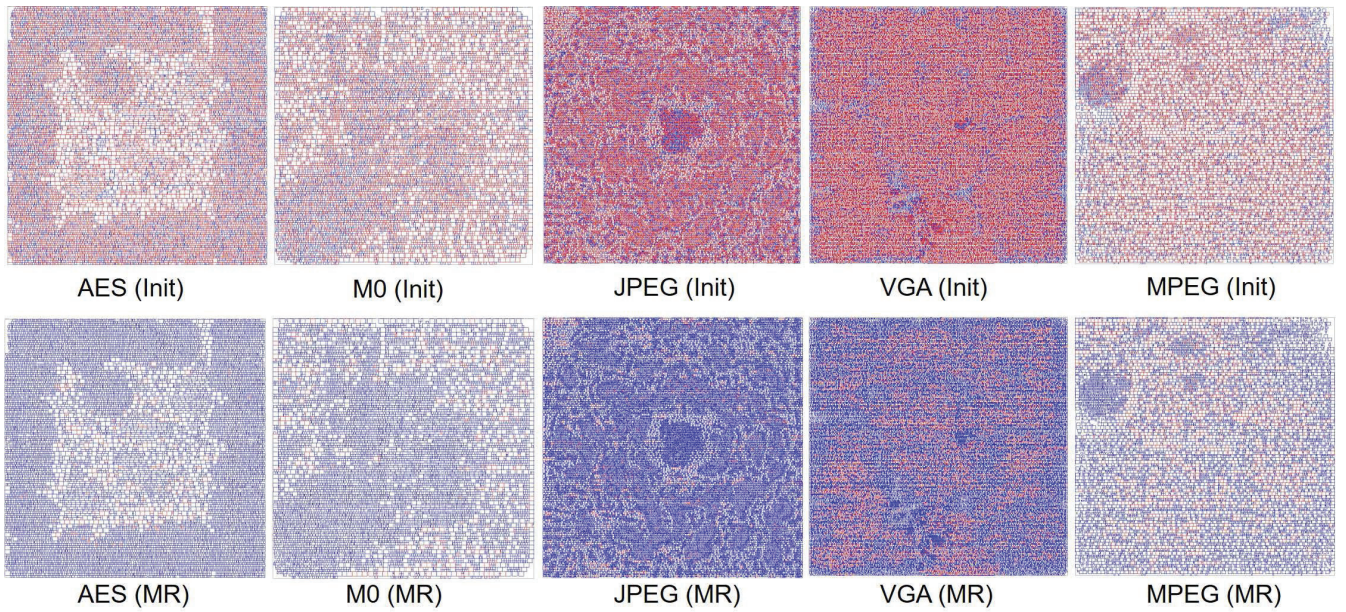 AES (Init) M0 (Init) JPEG (Init) VGA (Init) MPEG (Init)
AES (MR) M0 (MR) JPEG (MR) VGA (MR) MPEG (MR)